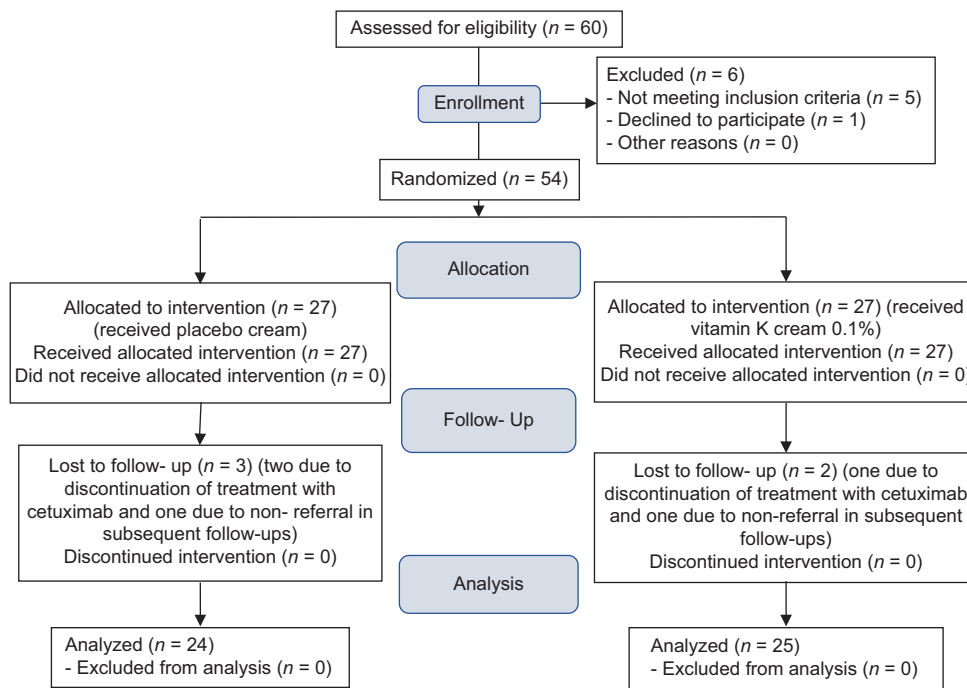 Assessed for eligibility (n = 60)
Excluded (n = 6)
- Not meeting inclusion criteria (n = 5)
- Declined to participate (n = 1)
- Other reasons (n = 0)
Enrollment
Randomized (n = 54)
Allocation
Allocated to intervention (n = 27)
(received placebo cream)
Received allocated intervention (n = 27)
Did not receive allocated intervention (n = 0)
Allocated to intervention (n = 27) (received
vitamin K cream 0.1%)
Received allocated intervention (n = 27)
Did not receive allocated intervention (n = 0)
Follow- Up
Lost to follow- up (n = 3) (two due to
discontinuation of treatment with
cetuximab and one due to non- referral in
subsequent follow-ups)
Discontinued intervention (n = 0)
Lost to follow- up (n = 2) (one due to
discontinuation of treatment with cetuximab
and one due to non-referral in subsequent
follow-ups)
Discontinued intervention (n = 0)
Analysis
Analyzed (n = 24)
- Excluded from analysis (n = 0)
Analyzed (n = 25)
- Excluded from analysis (n = 0)